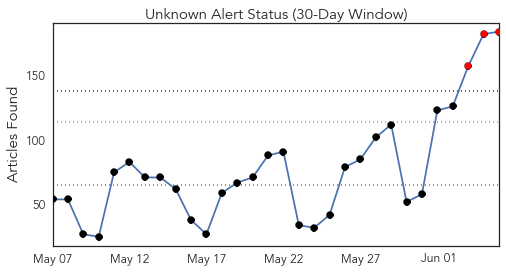 Unknown Alert Status (30-Day Window)
Articles Found
150
100
50
May 07 May 12 May 17 May 22 May 27 Jun 01